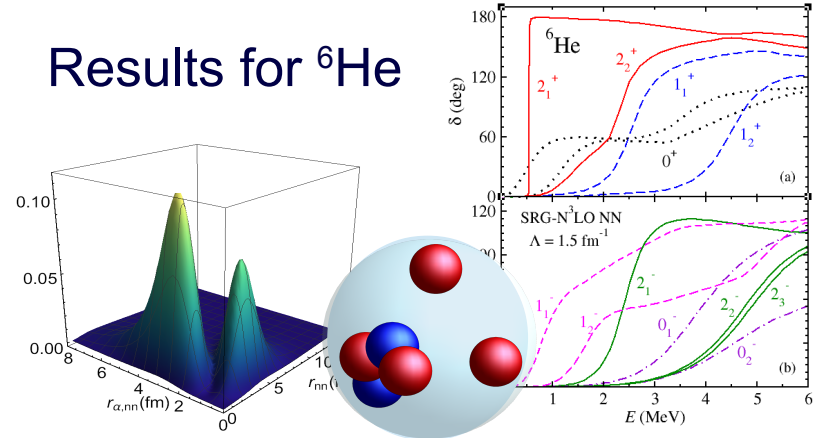 Results for ⁶He
0.10
0.05
0.00
8
6
4
2
0
r_α,nn(fm)
0
5
10
r_nn(
180
120
60
0
δ (deg)
⁶He
2₁⁺
2₂⁺
1₁⁺
1₂⁺
0⁺
(a)
120
SRG-N³LO NN
Λ = 1.5 fm⁻¹
1₁⁻
1₂⁻
2₁⁻
0₁⁻
2₂⁻
2₃⁻
0₂⁻
(b)
1 2 3 4 5 6
E (MeV)